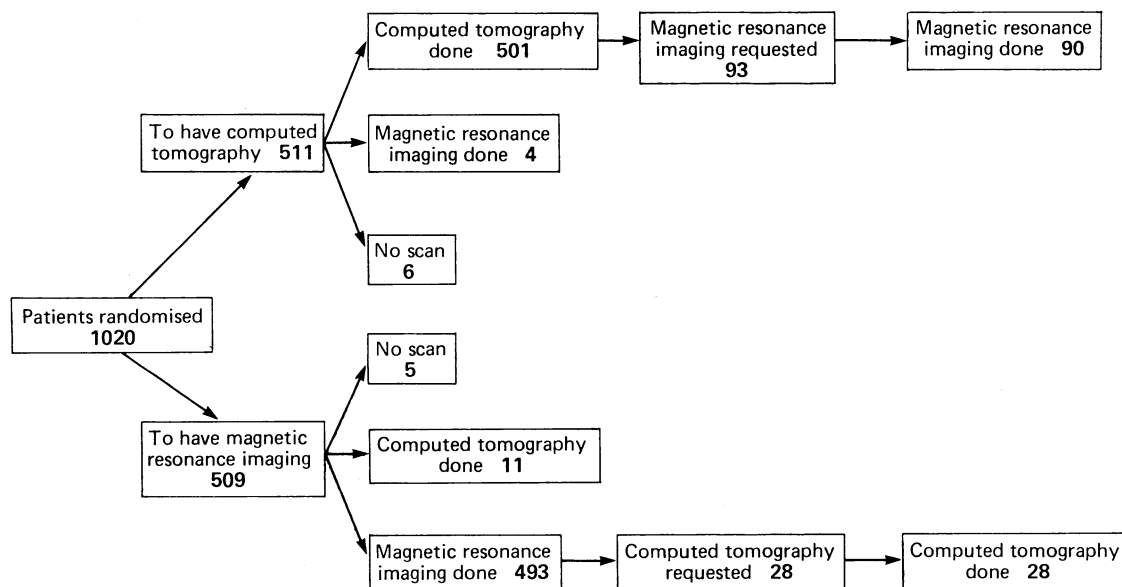 Computed tomography
done 501
Magnetic resonance
imaging requested
93
Magnetic resonance
imaging done 90
To have computed
tomography 511
Magnetic resonance
imaging done 4
No scan
6
Patients randomised
1020
No scan
5
To have magnetic
resonance imaging
509
Computed tomography
done 11
Magnetic resonance
imaging done 493
Computed tomography
requested 28
Computed tomography
done 28